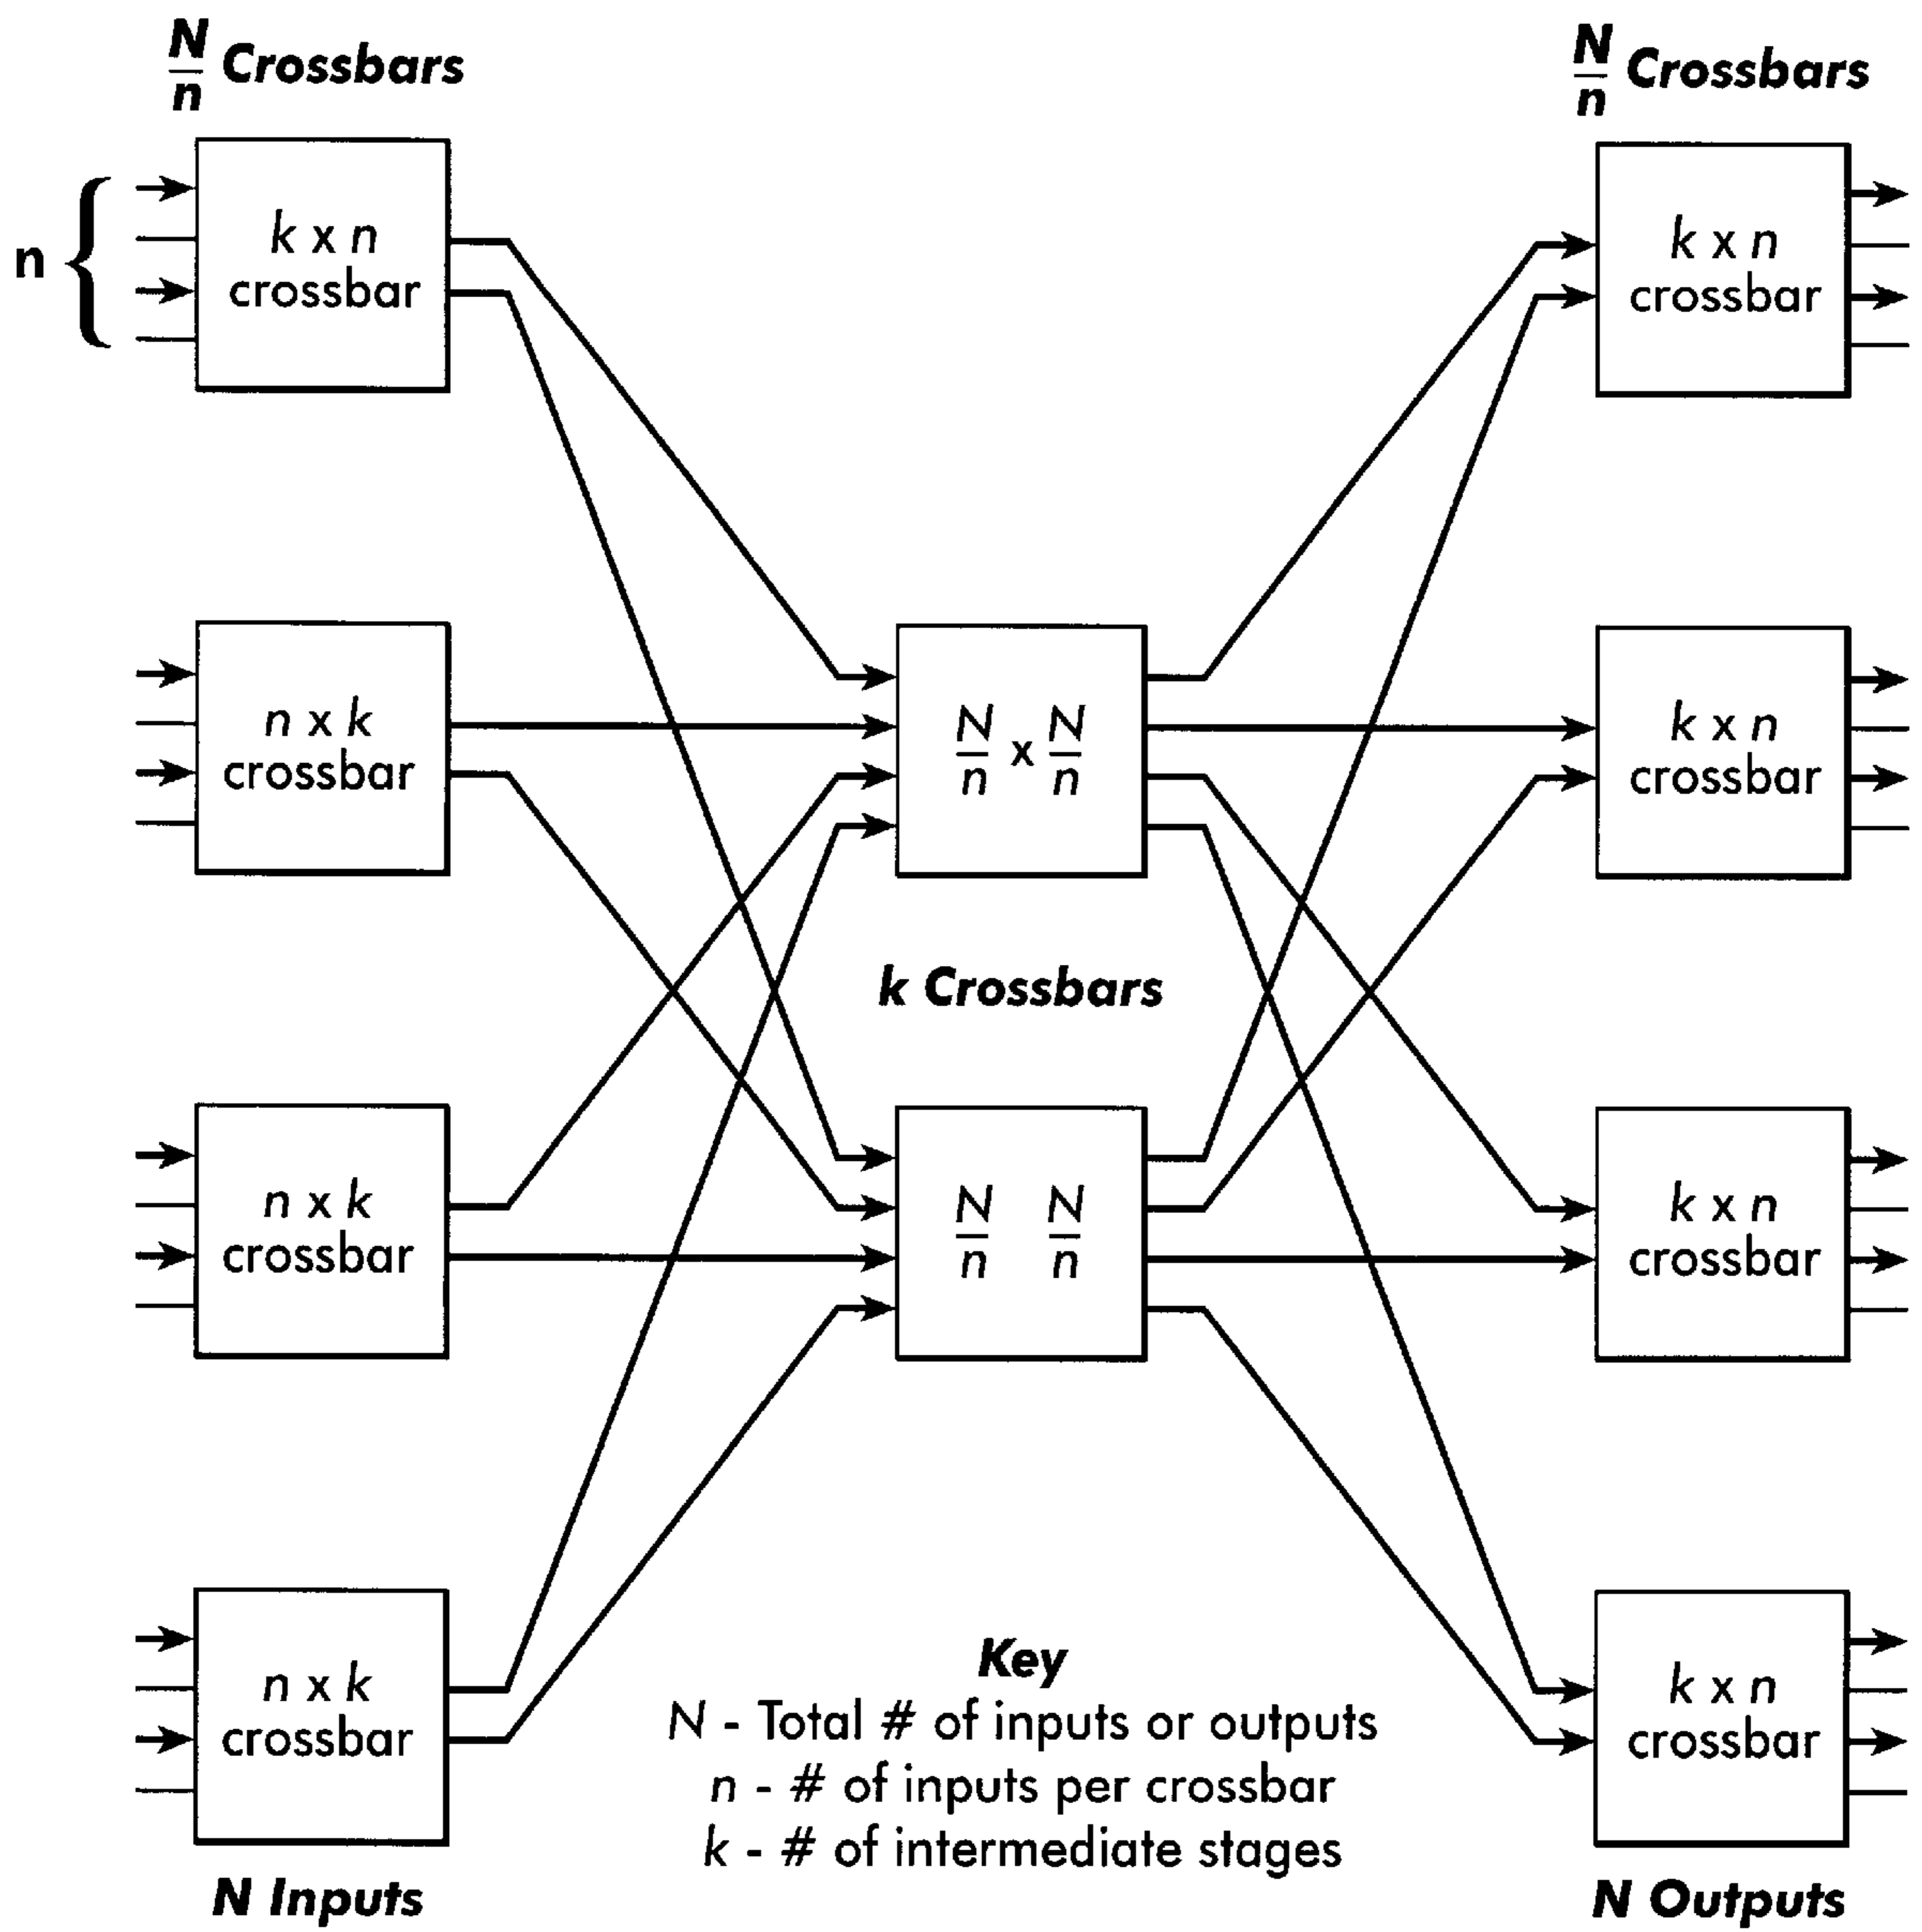 N/n Crossbars
N/n Crossbars
n
k x n
crossbar
k x n
crossbar
n x k
crossbar
N/n x N/n
k x n
crossbar
k Crossbars
n x k
crossbar
N/n N/n
k x n
crossbar
n x k
crossbar
k x n
crossbar
Key
N - Total # of inputs or outputs
n - # of inputs per crossbar
k - # of intermediate stages
N Inputs
N Outputs